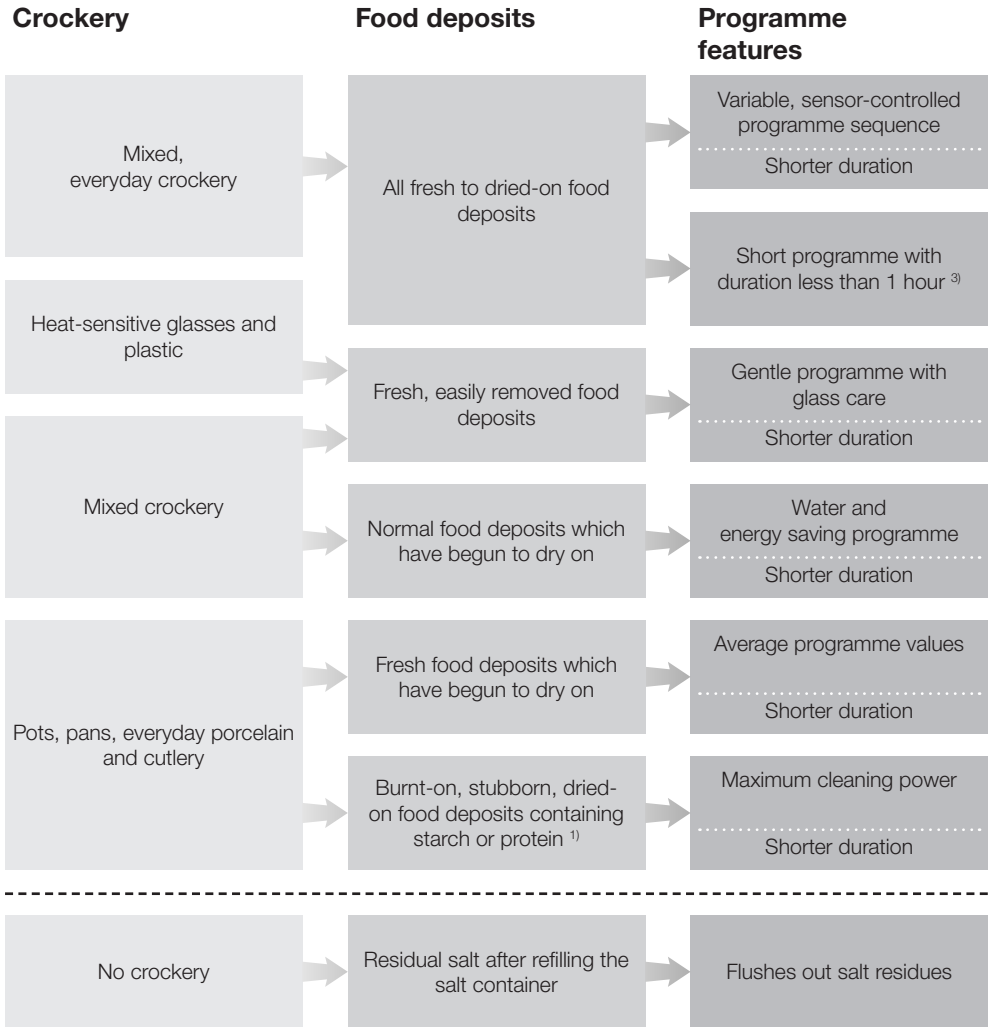 Crockery
Food deposits
Programme
features
Mixed,
everyday crockery
All fresh to dried-on food
deposits
Variable, sensor-controlled
programme sequence
Shorter duration
Short programme with
duration less than 1 hour 3)
Heat-sensitive glasses and
plastic
Fresh, easily removed food
deposits
Gentle programme with
glass care
Shorter duration
Mixed crockery
Normal food deposits which
have begun to dry on
Water and
energy saving programme
Shorter duration
Pots, pans, everyday porcelain
and cutlery
Fresh food deposits which
have begun to dry on
Average programme values
Shorter duration
Burnt-on, stubborn, dried-
on food deposits containing
starch or protein 1)
Maximum cleaning power
Shorter duration
No crockery
Residual salt after refilling the
salt container
Flushes out salt residues